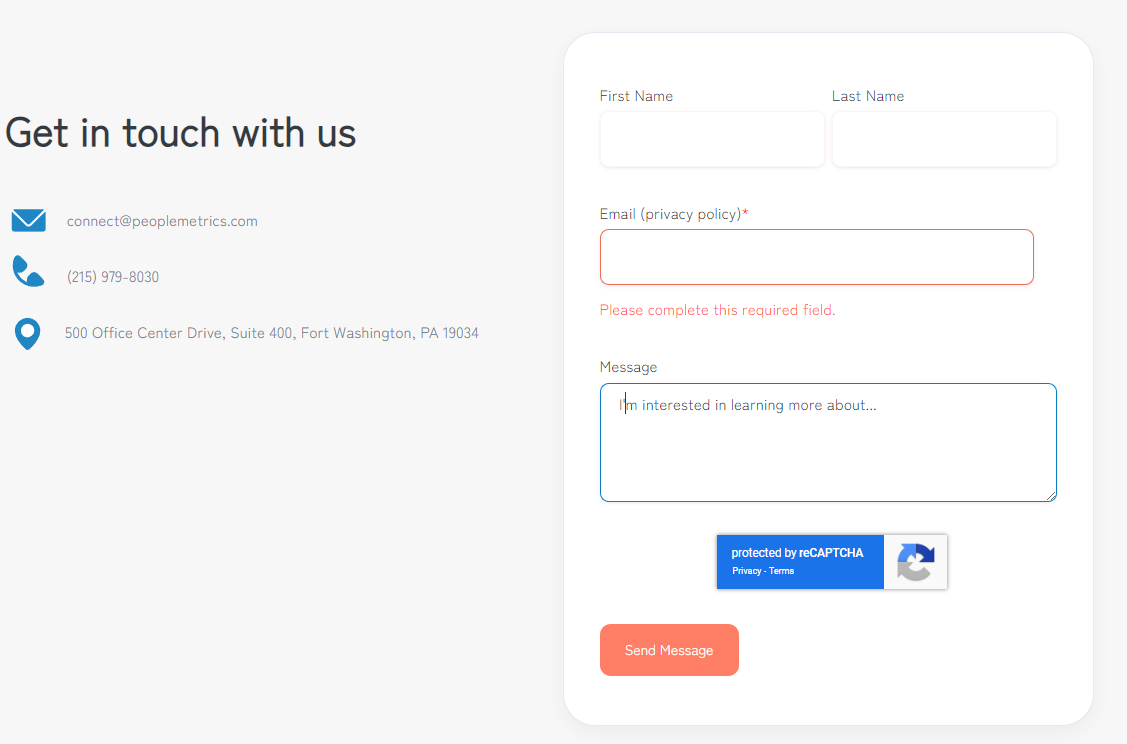 Get in touch with us
connect@peoplemetrics.com
(215) 979-8030
500 Office Center Drive, Suite 400, Fort Washington, PA 19034
First Name
Last Name
Email (privacy policy)*
Please complete this required field.
Message
I'm interested in learning more about...
protected by reCAPTCHA
Privacy - Terms
Send Message